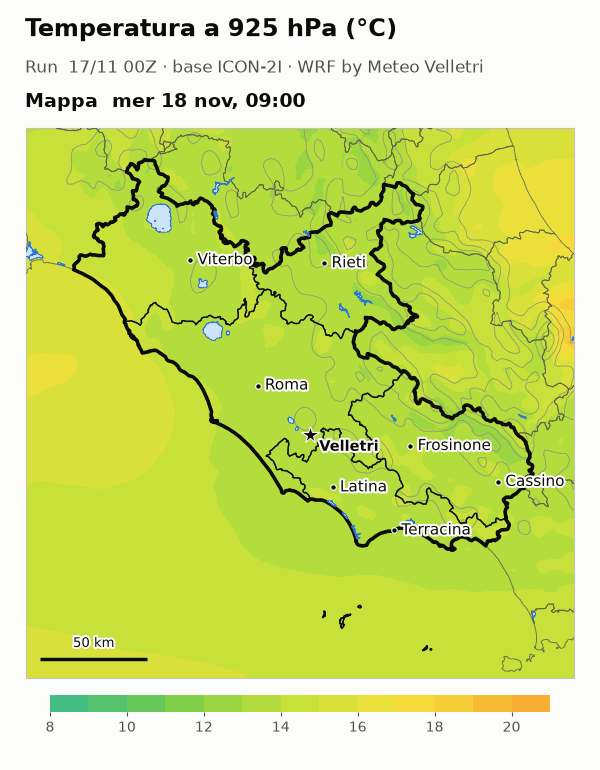 Temperatura a 925 hPa (°C)
Run  17/11 00Z · base ICON-2I · WRF by Meteo Velletri
Mappa  mer 18 nov, 09:00
Viterbo
Rieti
Roma
Velletri
Frosinone
Latina
Cassino
Terracina
50 km
8 10 12 14 16 18 20